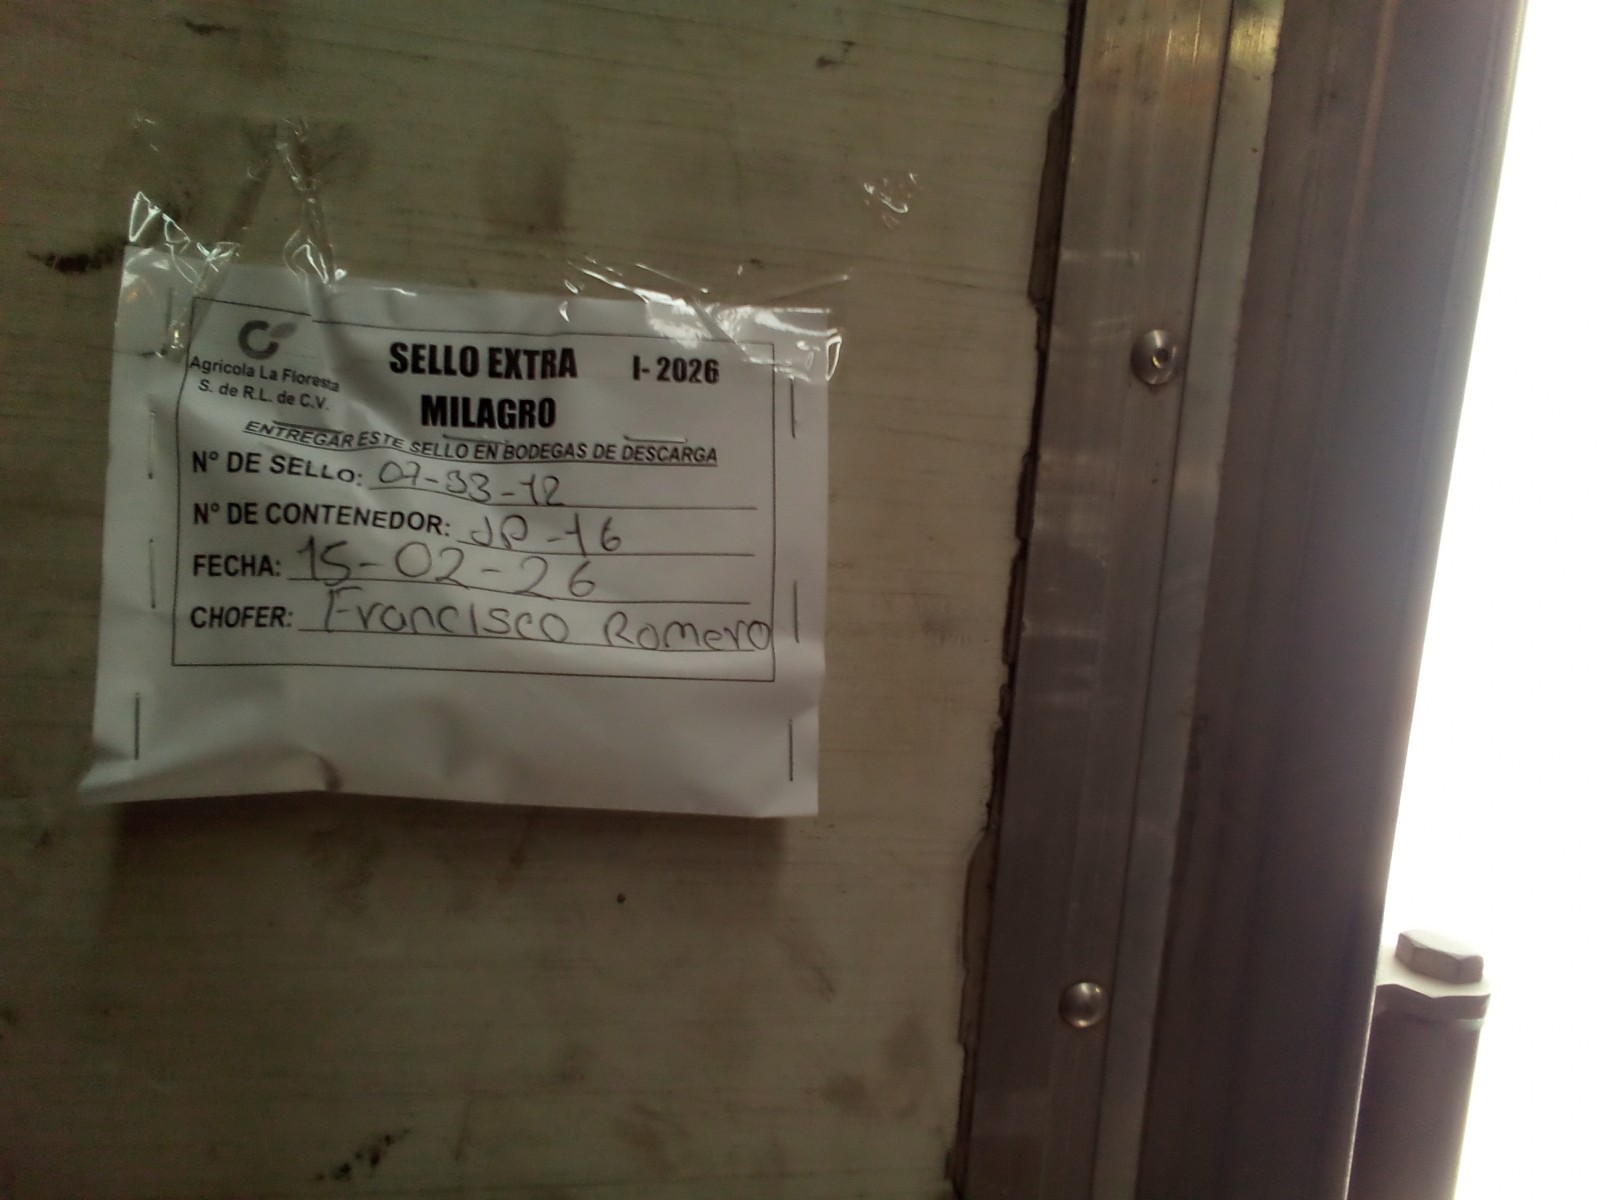 Agricola La Floresta
S. de R.L. de C.V.
SELLO EXTRA I- 2026
MILAGRO
ENTREGAR ESTE SELLO EN BODEGAS DE DESCARGA
N° DE SELLO: 07-33-12
N° DE CONTENEDOR: JP-16
FECHA: 15-02-26
CHOFER: Francisco Romero